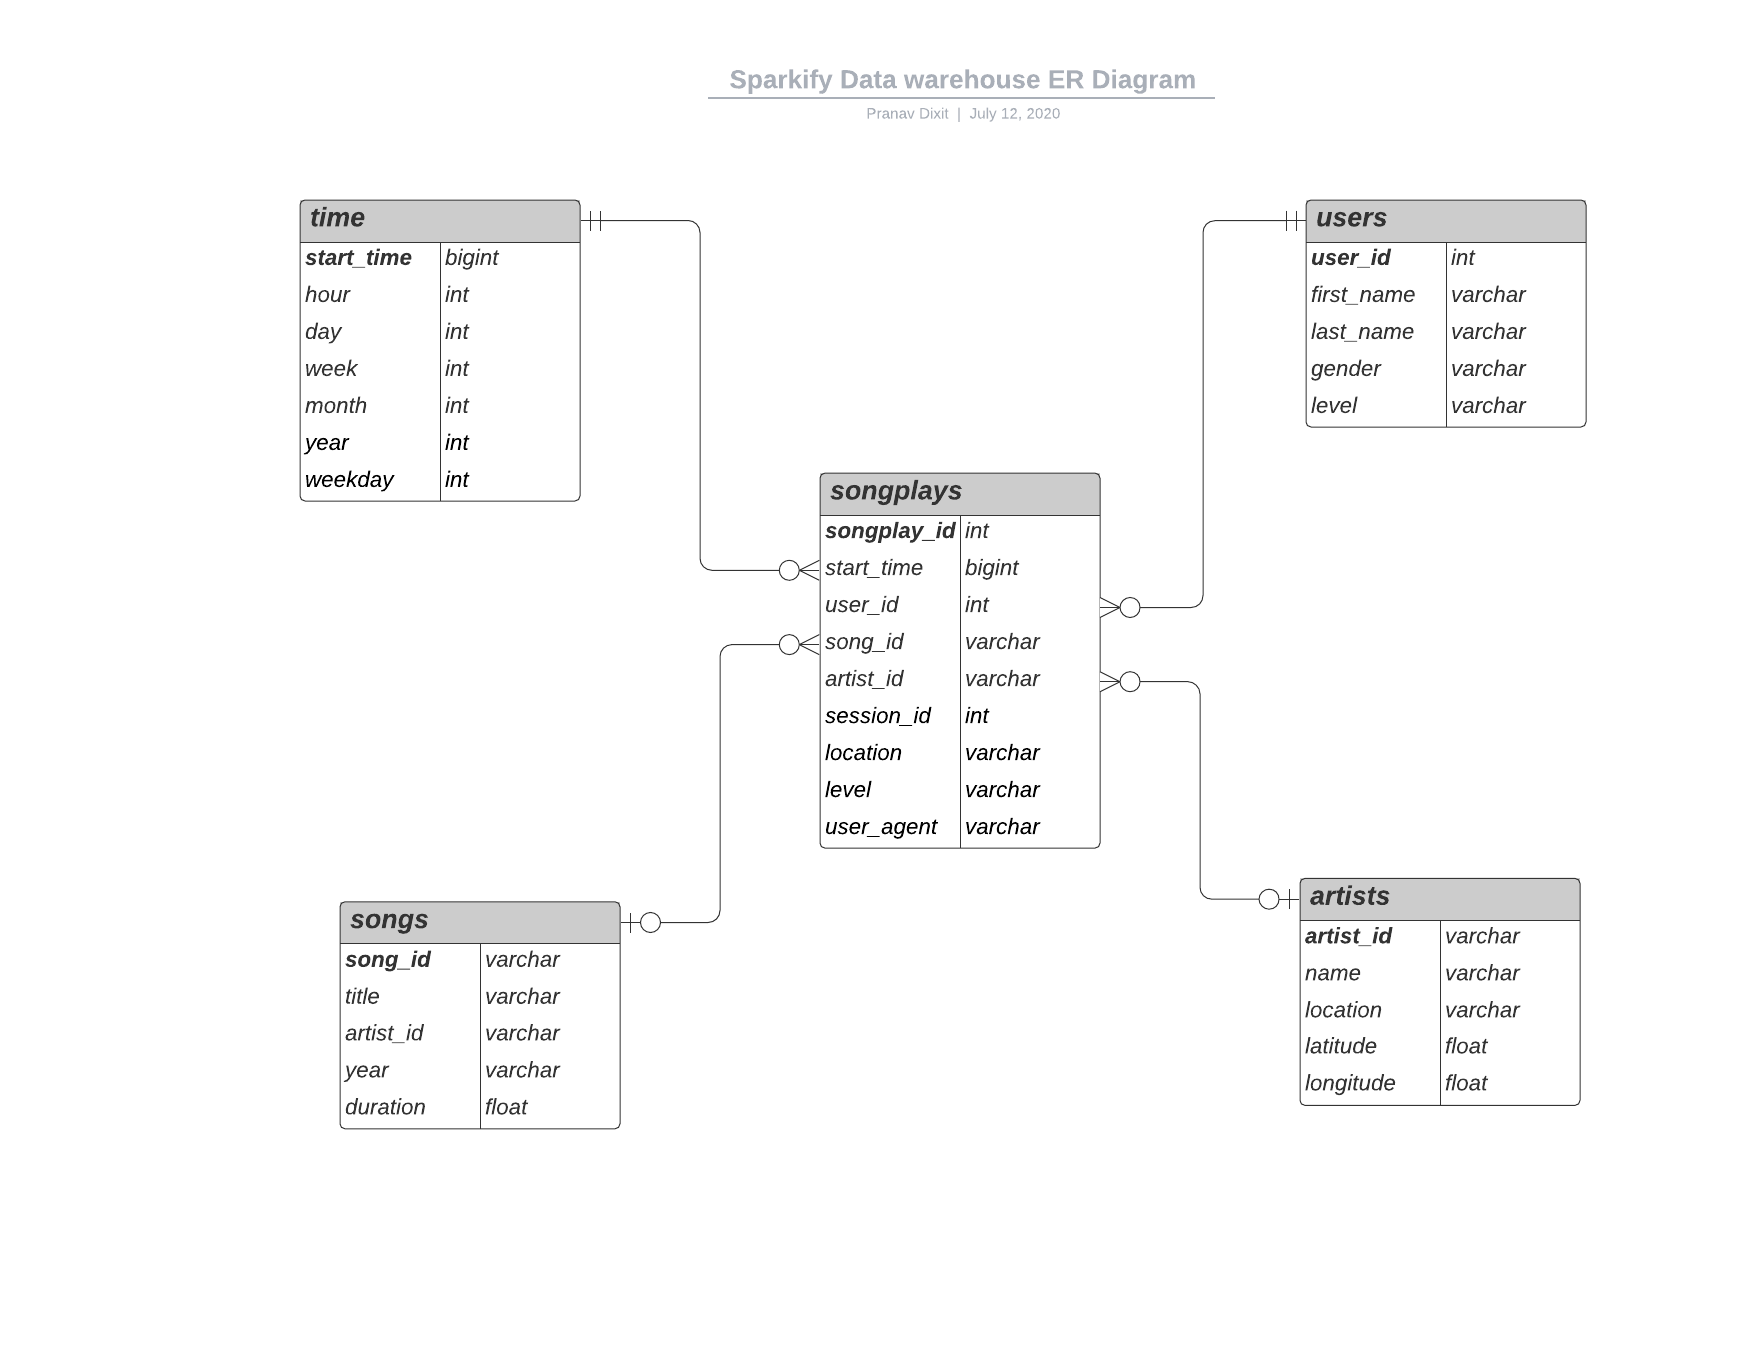 Sparkify Data warehouse ER Diagram
Pranav Dixit | July 12, 2020
time
start_time bigint
hour int
day int
week int
month int
year int
weekday int
users
user_id int
first_name varchar
last_name varchar
gender varchar
level varchar
songplays
songplay_id int
start_time bigint
user_id int
song_id varchar
artist_id varchar
session_id int
location varchar
level varchar
user_agent varchar
songs
song_id varchar
title varchar
artist_id varchar
year varchar
duration float
artists
artist_id varchar
name varchar
location varchar
latitude float
longitude float